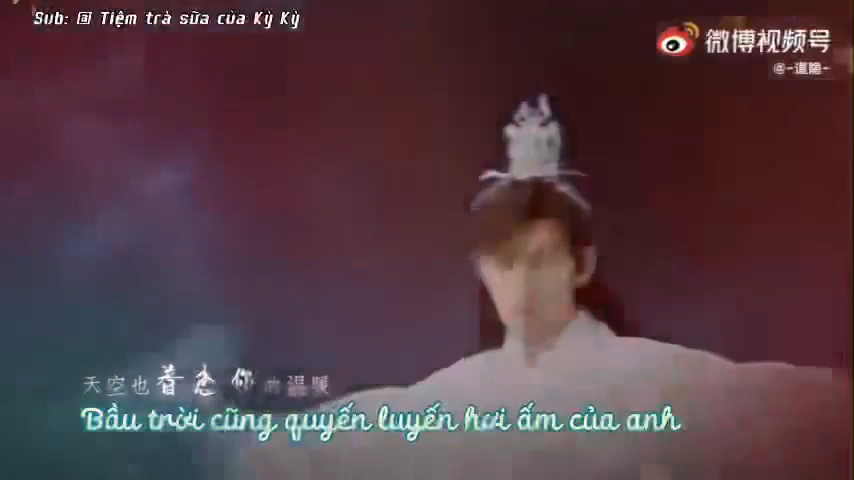 Sub: @ Tiệm trà sữa của Kỳ Kỳ
微博视频号
@-道隐-
天空也眷恋你的温暖
Bầu trời cũng quyến luyến hơi ấm của anh